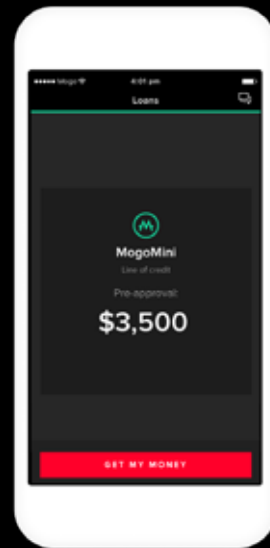 Mogo 4:01 pm
Loans
MogoMini
Line of credit
Pre-approval:
$3,500
GET MY MONEY